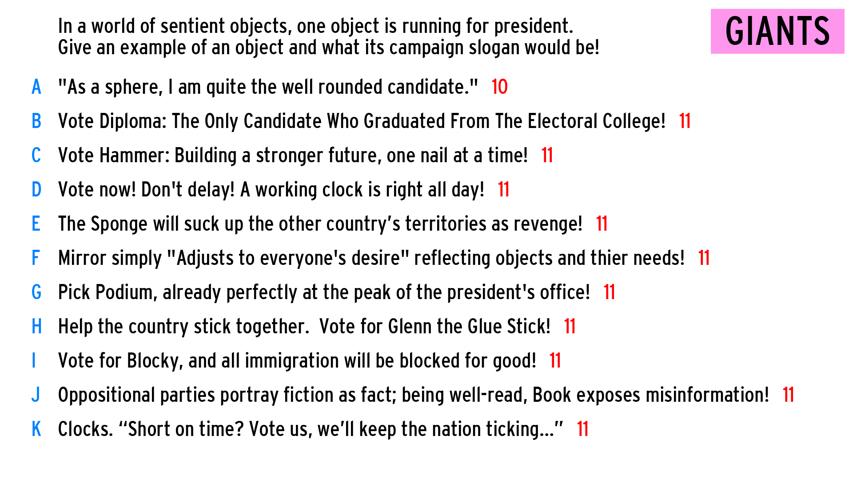 In a world of sentient objects, one object is running for president.
Give an example of an object and what its campaign slogan would be!
GIANTS
A "As a sphere, I am quite the well rounded candidate." 10
B Vote Diploma: The Only Candidate Who Graduated From The Electoral College! 11
C Vote Hammer: Building a stronger future, one nail at a time! 11
D Vote now! Don't delay! A working clock is right all day! 11
E The Sponge will suck up the other country’s territories as revenge! 11
F Mirror simply "Adjusts to everyone's desire" reflecting objects and thier needs! 11
G Pick Podium, already perfectly at the peak of the president's office! 11
H Help the country stick together.  Vote for Glenn the Glue Stick! 11
I Vote for Blocky, and all immigration will be blocked for good! 11
J Oppositional parties portray fiction as fact; being well-read, Book exposes misinformation! 11
K Clocks. “Short on time? Vote us, we’ll keep the nation ticking...” 11